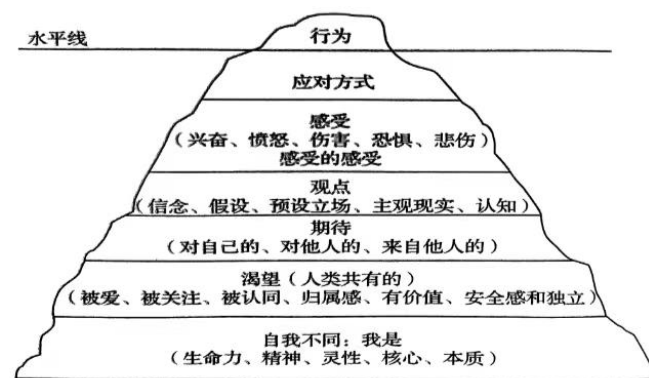 水平线
行为
应对方式
感受
（兴奋、愤怒、伤害、恐惧、悲伤）
感受的感受
观点
（信念、假设、预设立场、主观现实、认知）
期待
（对自己的、对他人的、来自他人的）
渴望（人类共有的）
（被爱、被关注、被认同、归属感、有价值、安全感和独立）
自我不同：我是
（生命力、精神、灵性、核心、本质）